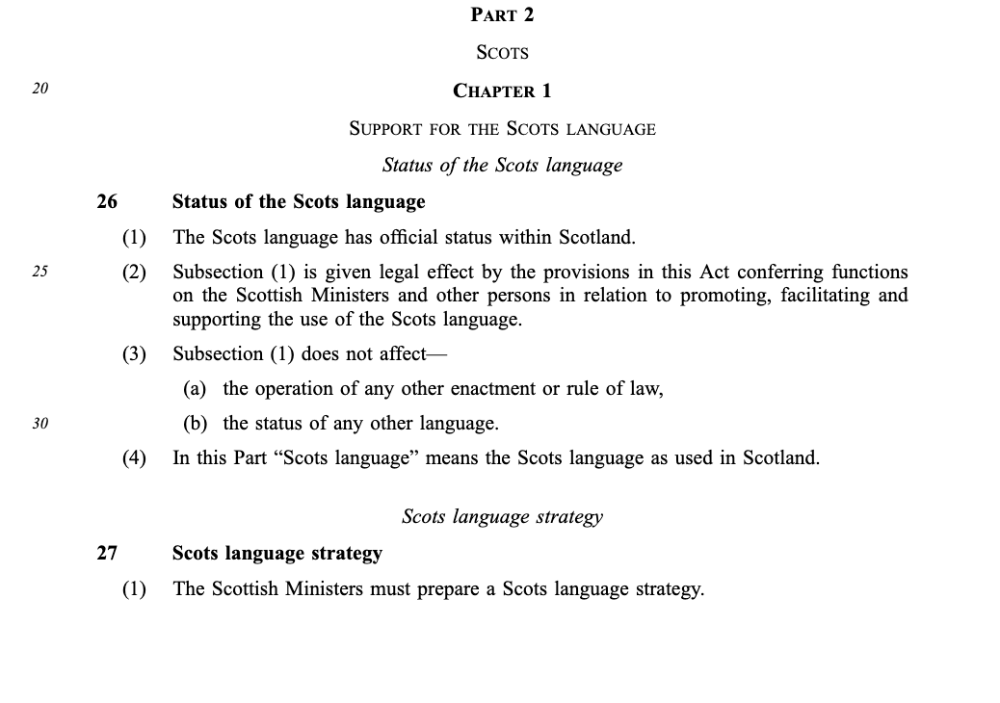 PART 2
SCOTS
20 CHAPTER 1
SUPPORT FOR THE SCOTS LANGUAGE
Status of the Scots language
26 Status of the Scots language
(1) The Scots language has official status within Scotland.
25 (2) Subsection (1) is given legal effect by the provisions in this Act conferring functions
on the Scottish Ministers and other persons in relation to promoting, facilitating and
supporting the use of the Scots language.
(3) Subsection (1) does not affect—
(a) the operation of any other enactment or rule of law,
30 (b) the status of any other language.
(4) In this Part “Scots language” means the Scots language as used in Scotland.
Scots language strategy
27 Scots language strategy
(1) The Scottish Ministers must prepare a Scots language strategy.